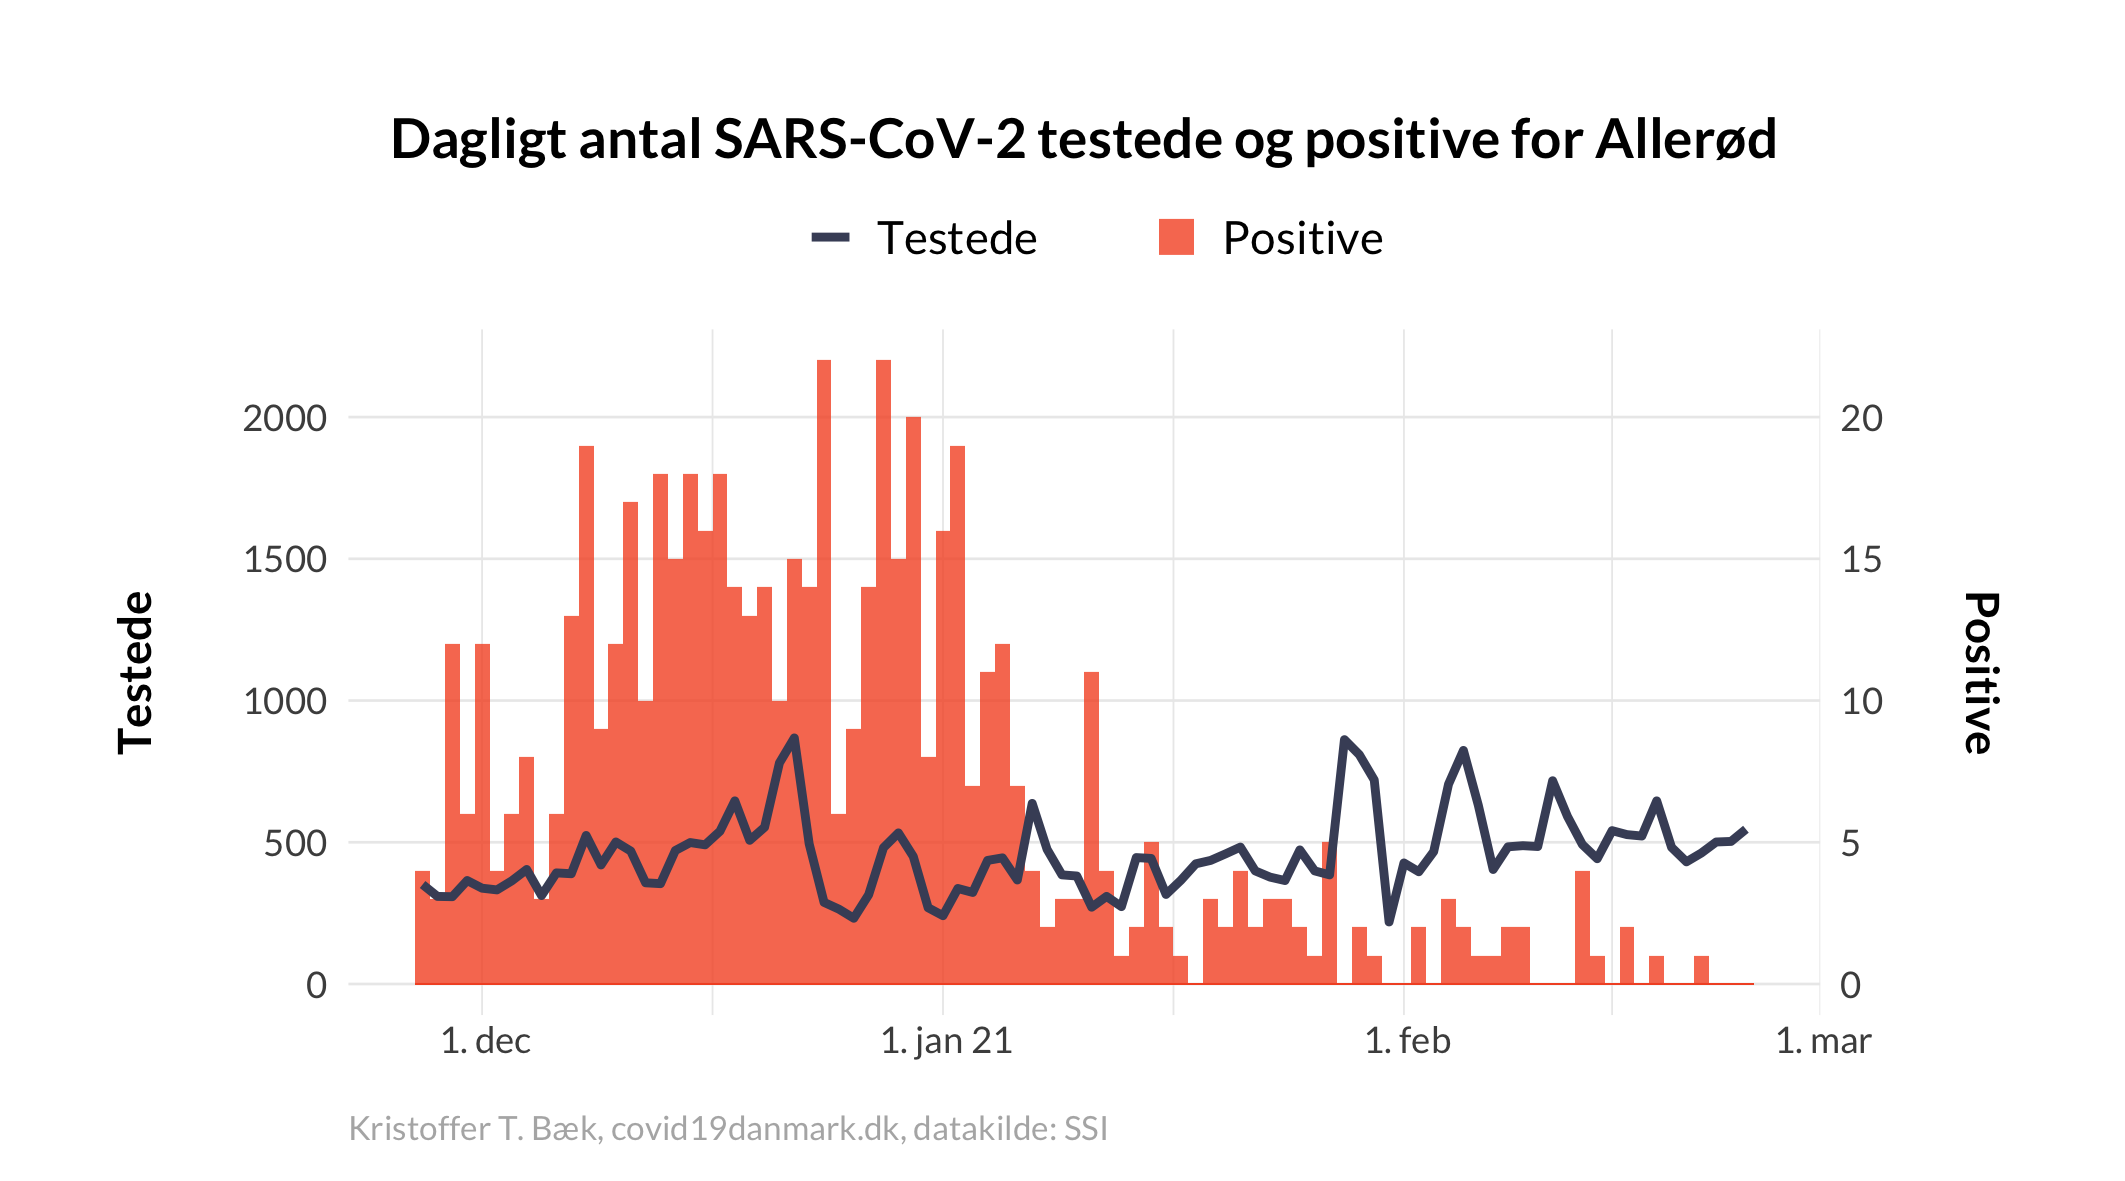 Dagligt antal SARS-CoV-2 testede og positive for Allerød
Testede
Positive
2000
1500
1000
500
0
20
15
10
5
0
Testede
Positive
1. dec
1. jan 21
1. feb
1. mar
Kristoffer T. Bæk, covid19danmark.dk, datakilde: SSI